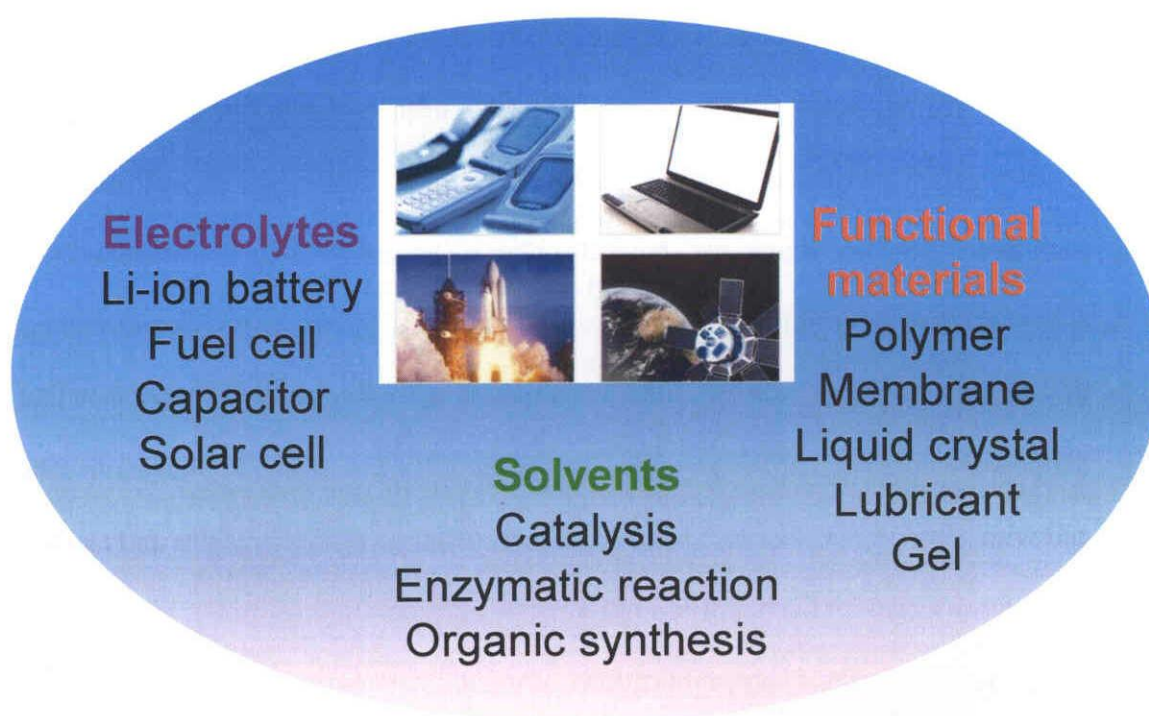 Electrolytes
Li-ion battery
Fuel cell
Capacitor
Solar cell
Solvents
Catalysis
Enzymatic reaction
Organic synthesis
Functional
materials
Polymer
Membrane
Liquid crystal
Lubricant
Gel